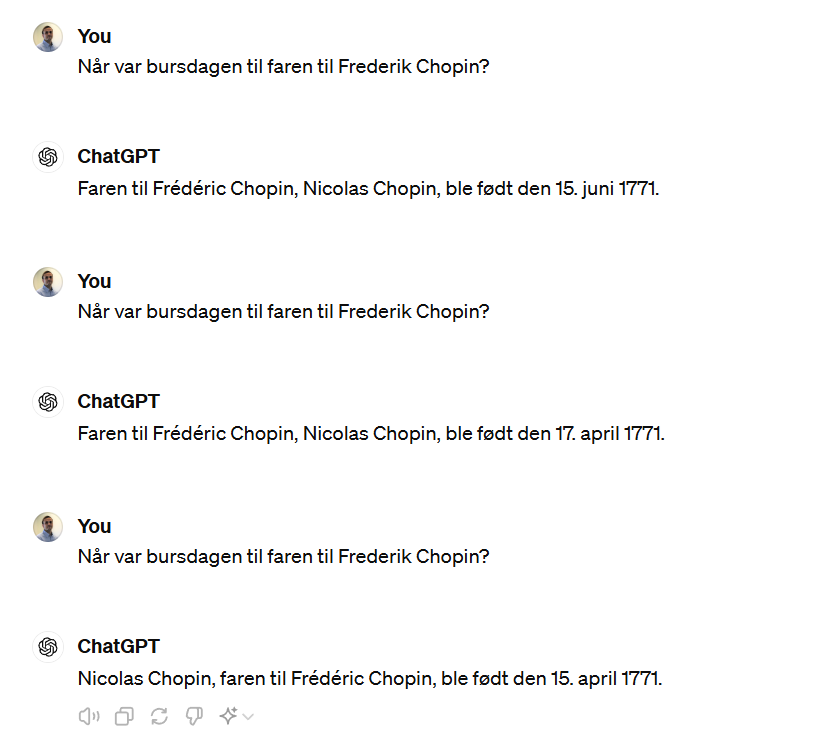 You
Når var bursdagen til faren til Frederik Chopin?
ChatGPT
Faren til Frédéric Chopin, Nicolas Chopin, ble født den 15. juni 1771.
You
Når var bursdagen til faren til Frederik Chopin?
ChatGPT
Faren til Frédéric Chopin, Nicolas Chopin, ble født den 17. april 1771.
You
Når var bursdagen til faren til Frederik Chopin?
ChatGPT
Nicolas Chopin, faren til Frédéric Chopin, ble født den 15. april 1771.